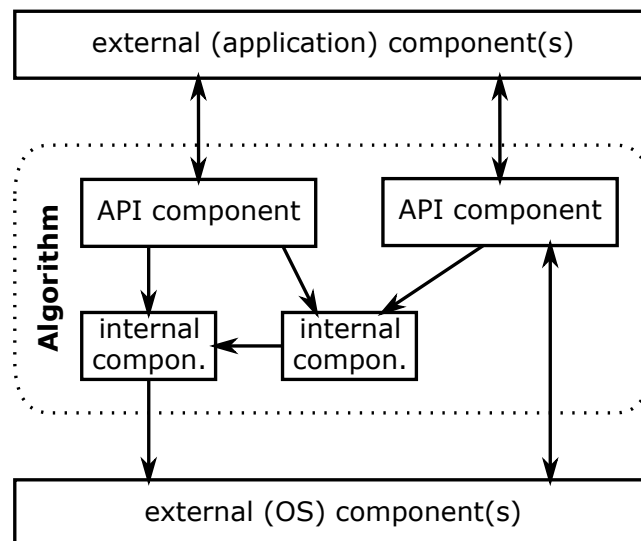 external (application) component(s)
Algorithm
API component
API component
internal
compon.
internal
compon.
external (OS) component(s)